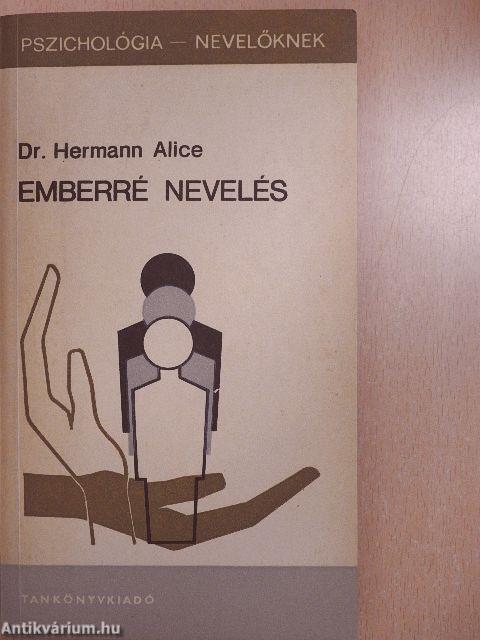 PSZICHOLÓGIA — NEVELŐKNEK
Dr. Hermann Alice
EMBERRÉ NEVELÉS
TANKÖNYVKIADÓ
Antikvárium.hu